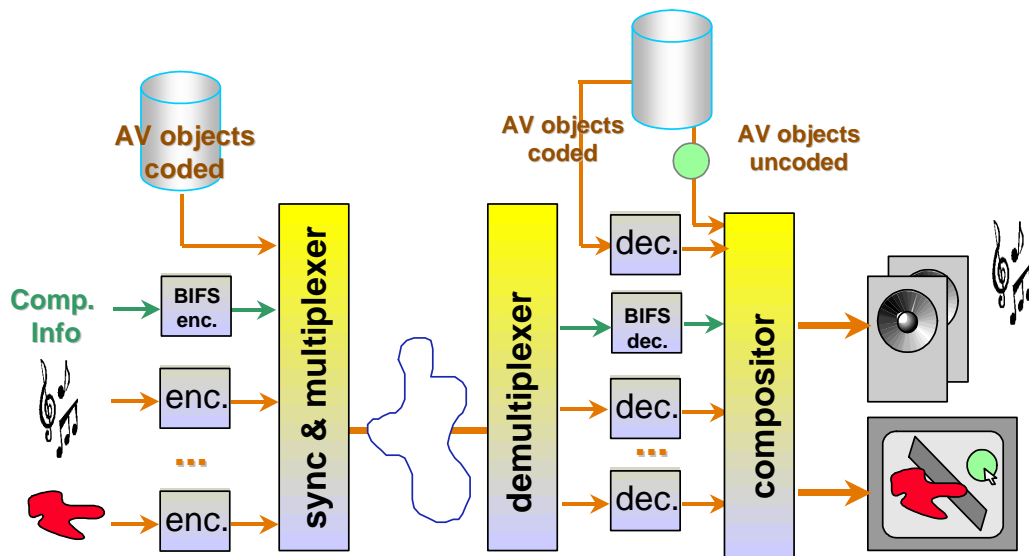 AV objects
coded
AV objects
coded
AV objects
uncoded
dec.
Comp.
Info
BIFS
enc.
BIFS
dec.
enc.
dec.
...
...
enc.
dec.
sync & multiplexer
demultiplexer
compositor